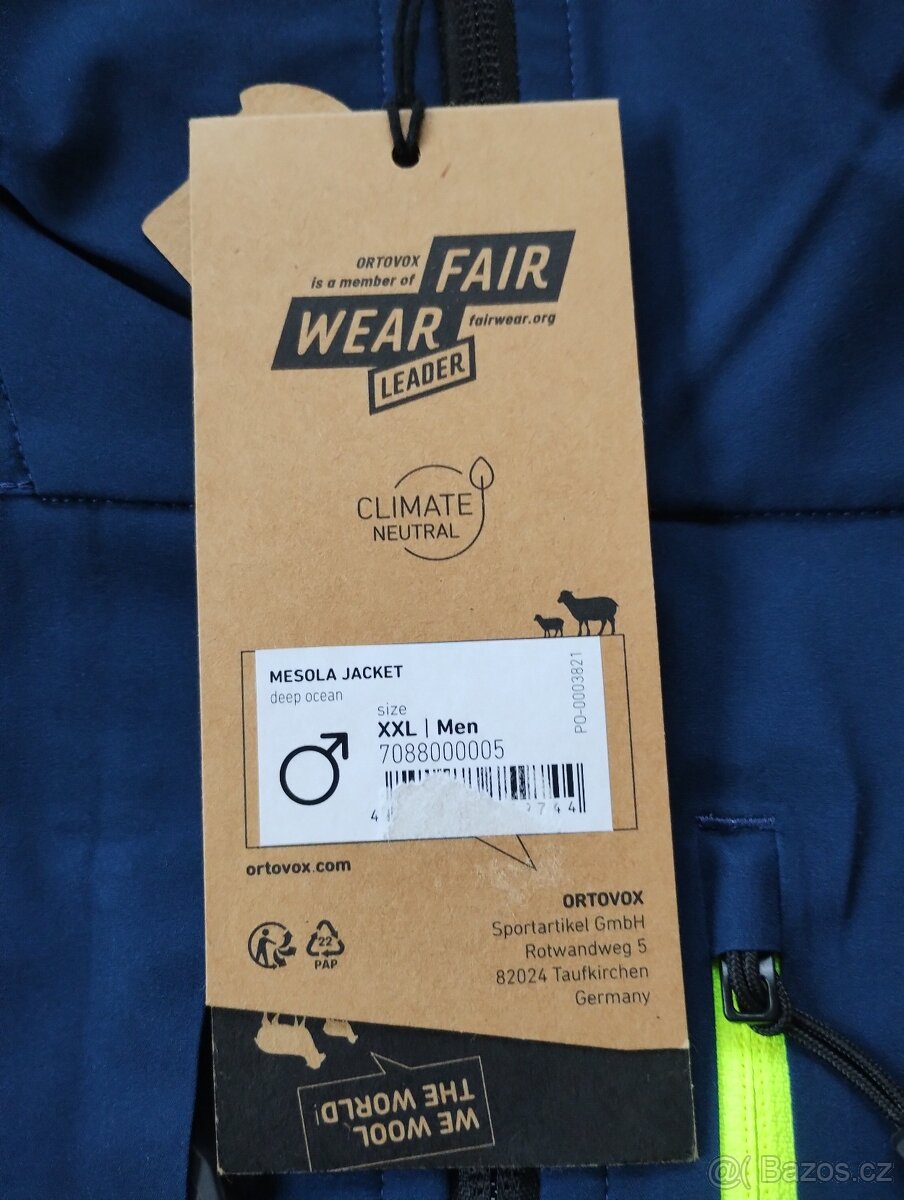 ORTOVOX
is a member of
FAIR
WEAR
fairwear.org
LEADER
CLIMATE
NEUTRAL
MESOLA JACKET
deep ocean
size
XXL | Men
7088000005
PO-0003821
4
744
ortovox.com
22
PAP
ORTOVOX
Sportartikel GmbH
Rotwandweg 5
82024 Taufkirchen
Germany
WE WOOL
THE WORLD!
@( Bazos.cz